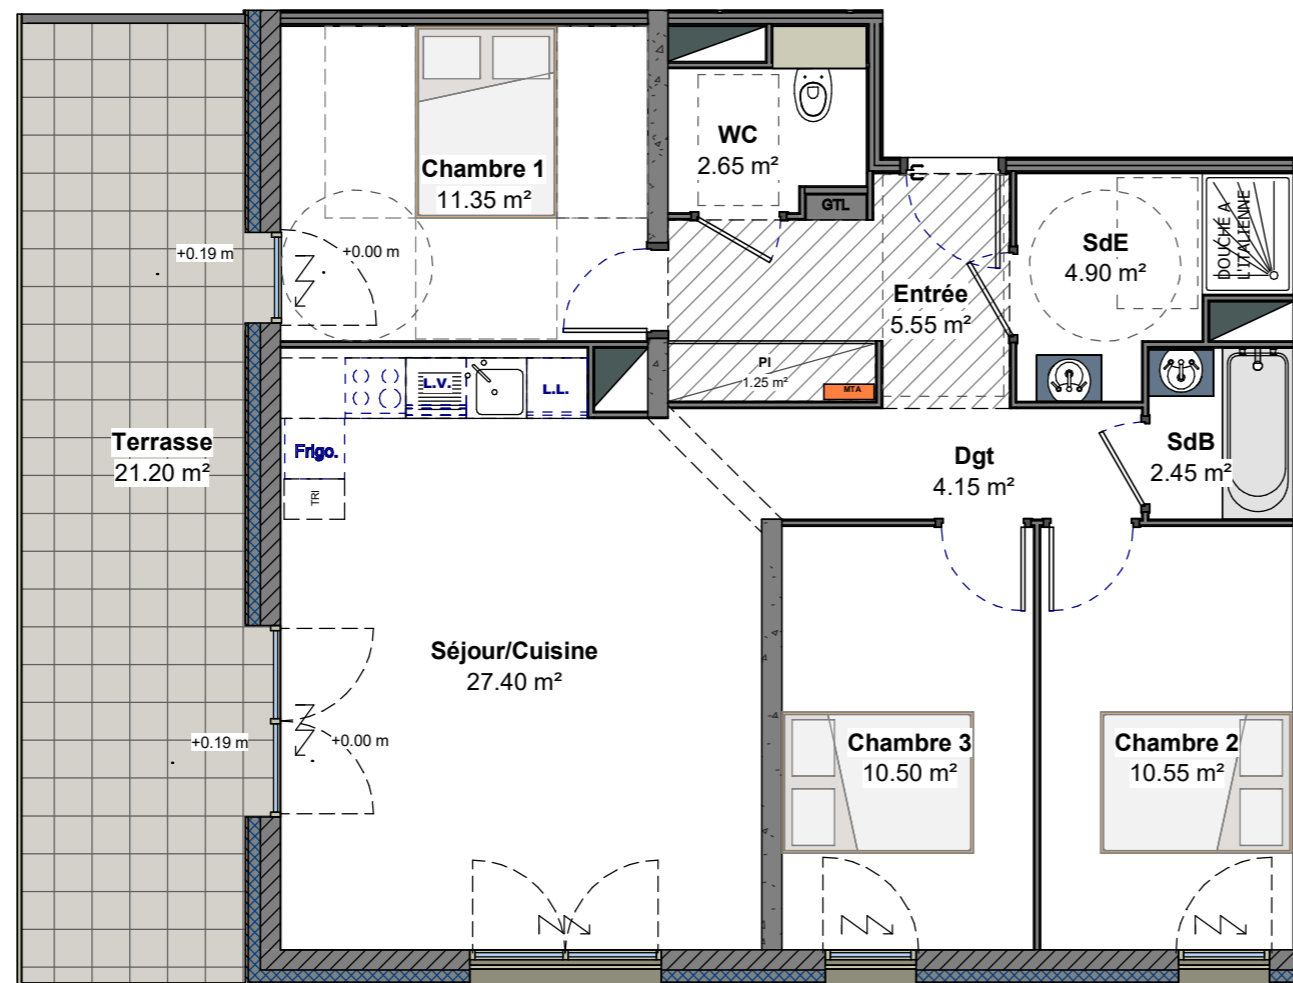 WC
2.65 m²
GTL
Chambre 1
11.35 m²
+0.19 m
+0.00 m
SdE
4.90 m²
DOUCHE A
L'ITALIENNE
Entrée
5.55 m²
Pl
1.25 m²
MTA
L.V.
L.L.
Frigo.
TRI
Terrasse
21.20 m²
Dgt
4.15 m²
SdB
2.45 m²
Séjour/Cuisine
27.40 m²
+0.19 m
+0.00 m
Chambre 3
10.50 m²
Chambre 2
10.55 m²